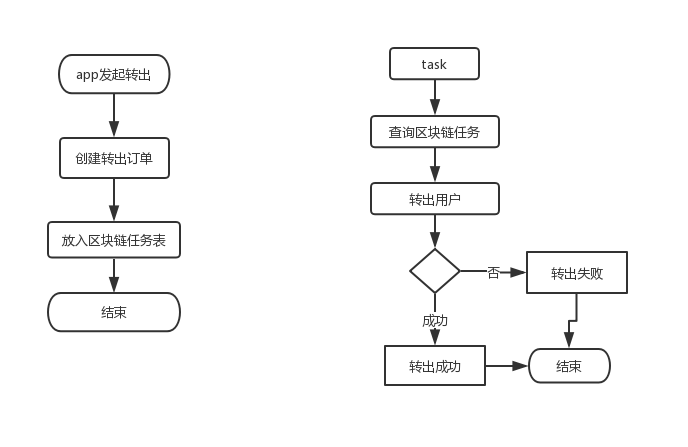 app发起转出
创建转出订单
放入区块链任务表
结束
task
查询区块链任务
转出用户
否
转出失败
成功
转出成功
结束